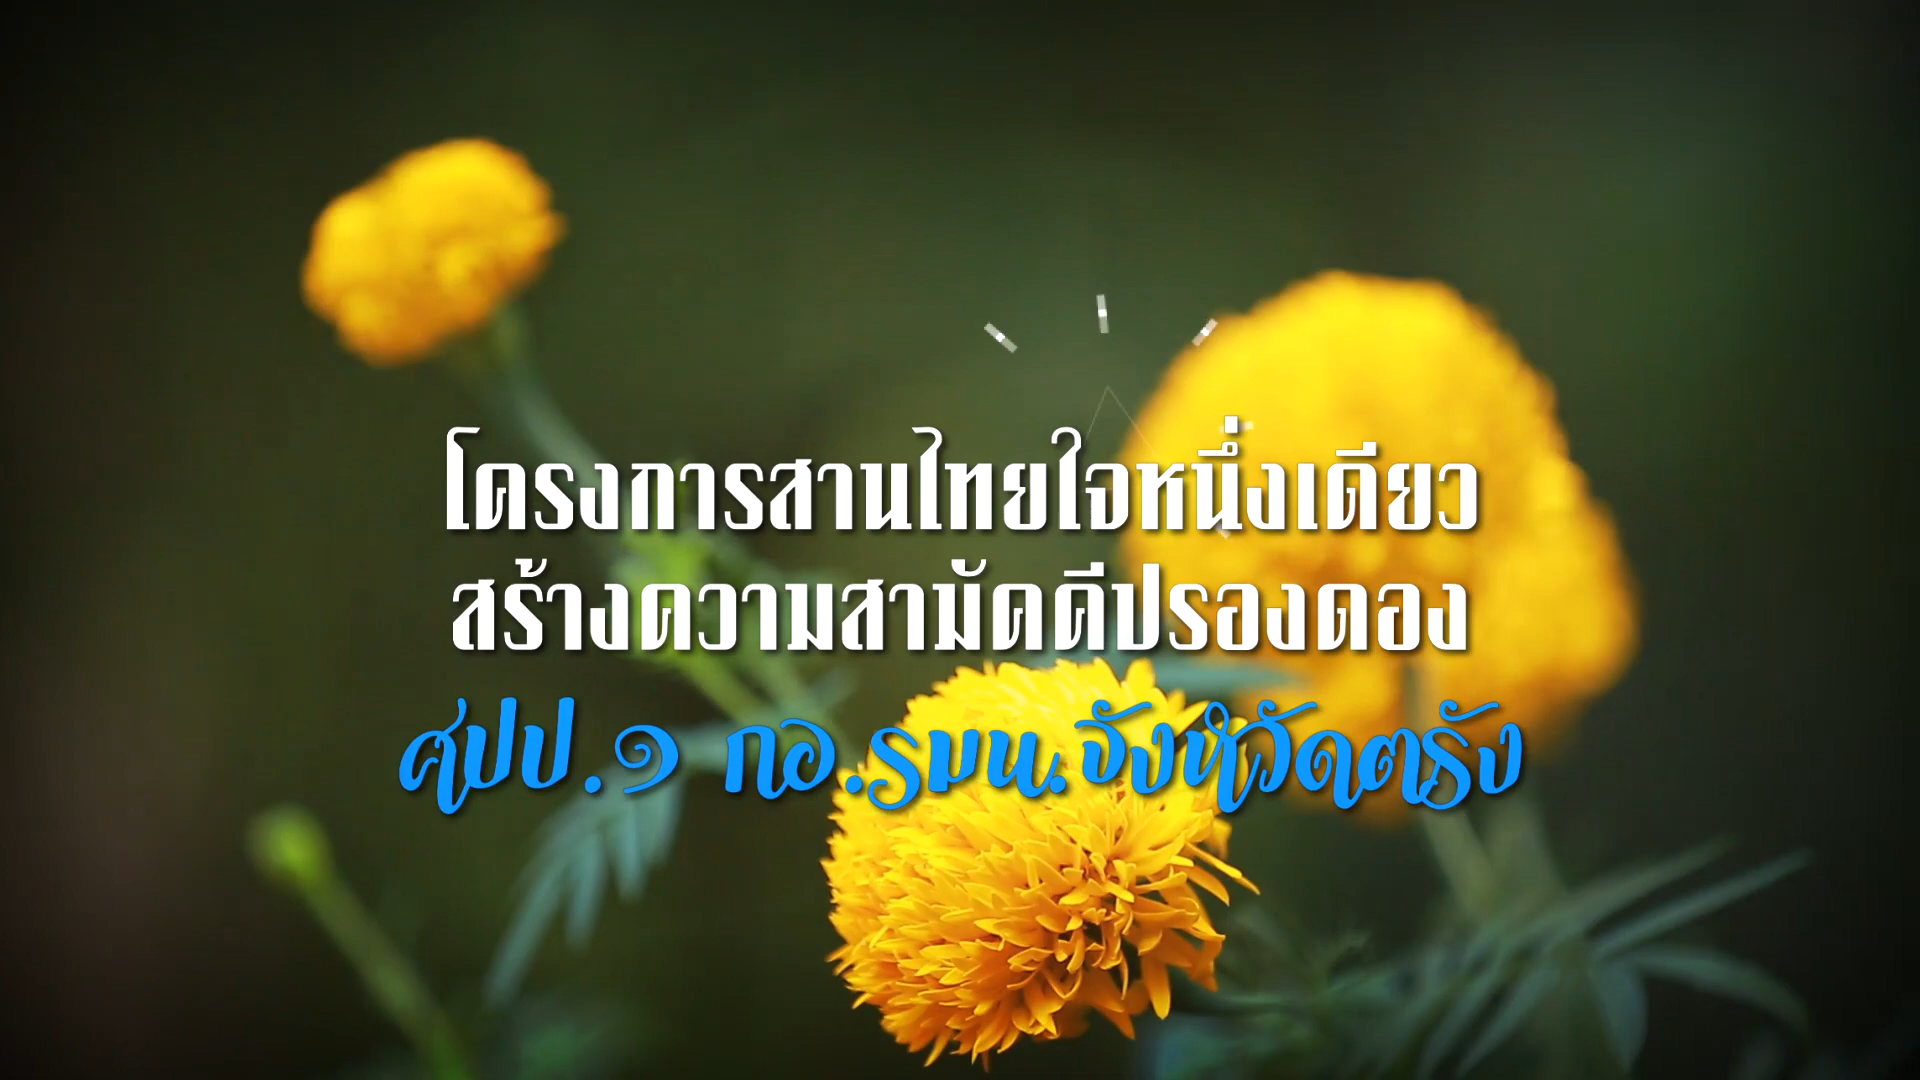 โครงการสานไทยใจหนึ่งเดียว
สร้างความสามัคคีปรองดอง
ศปป.๑ กอ.รมน.จังหวัดตรัง